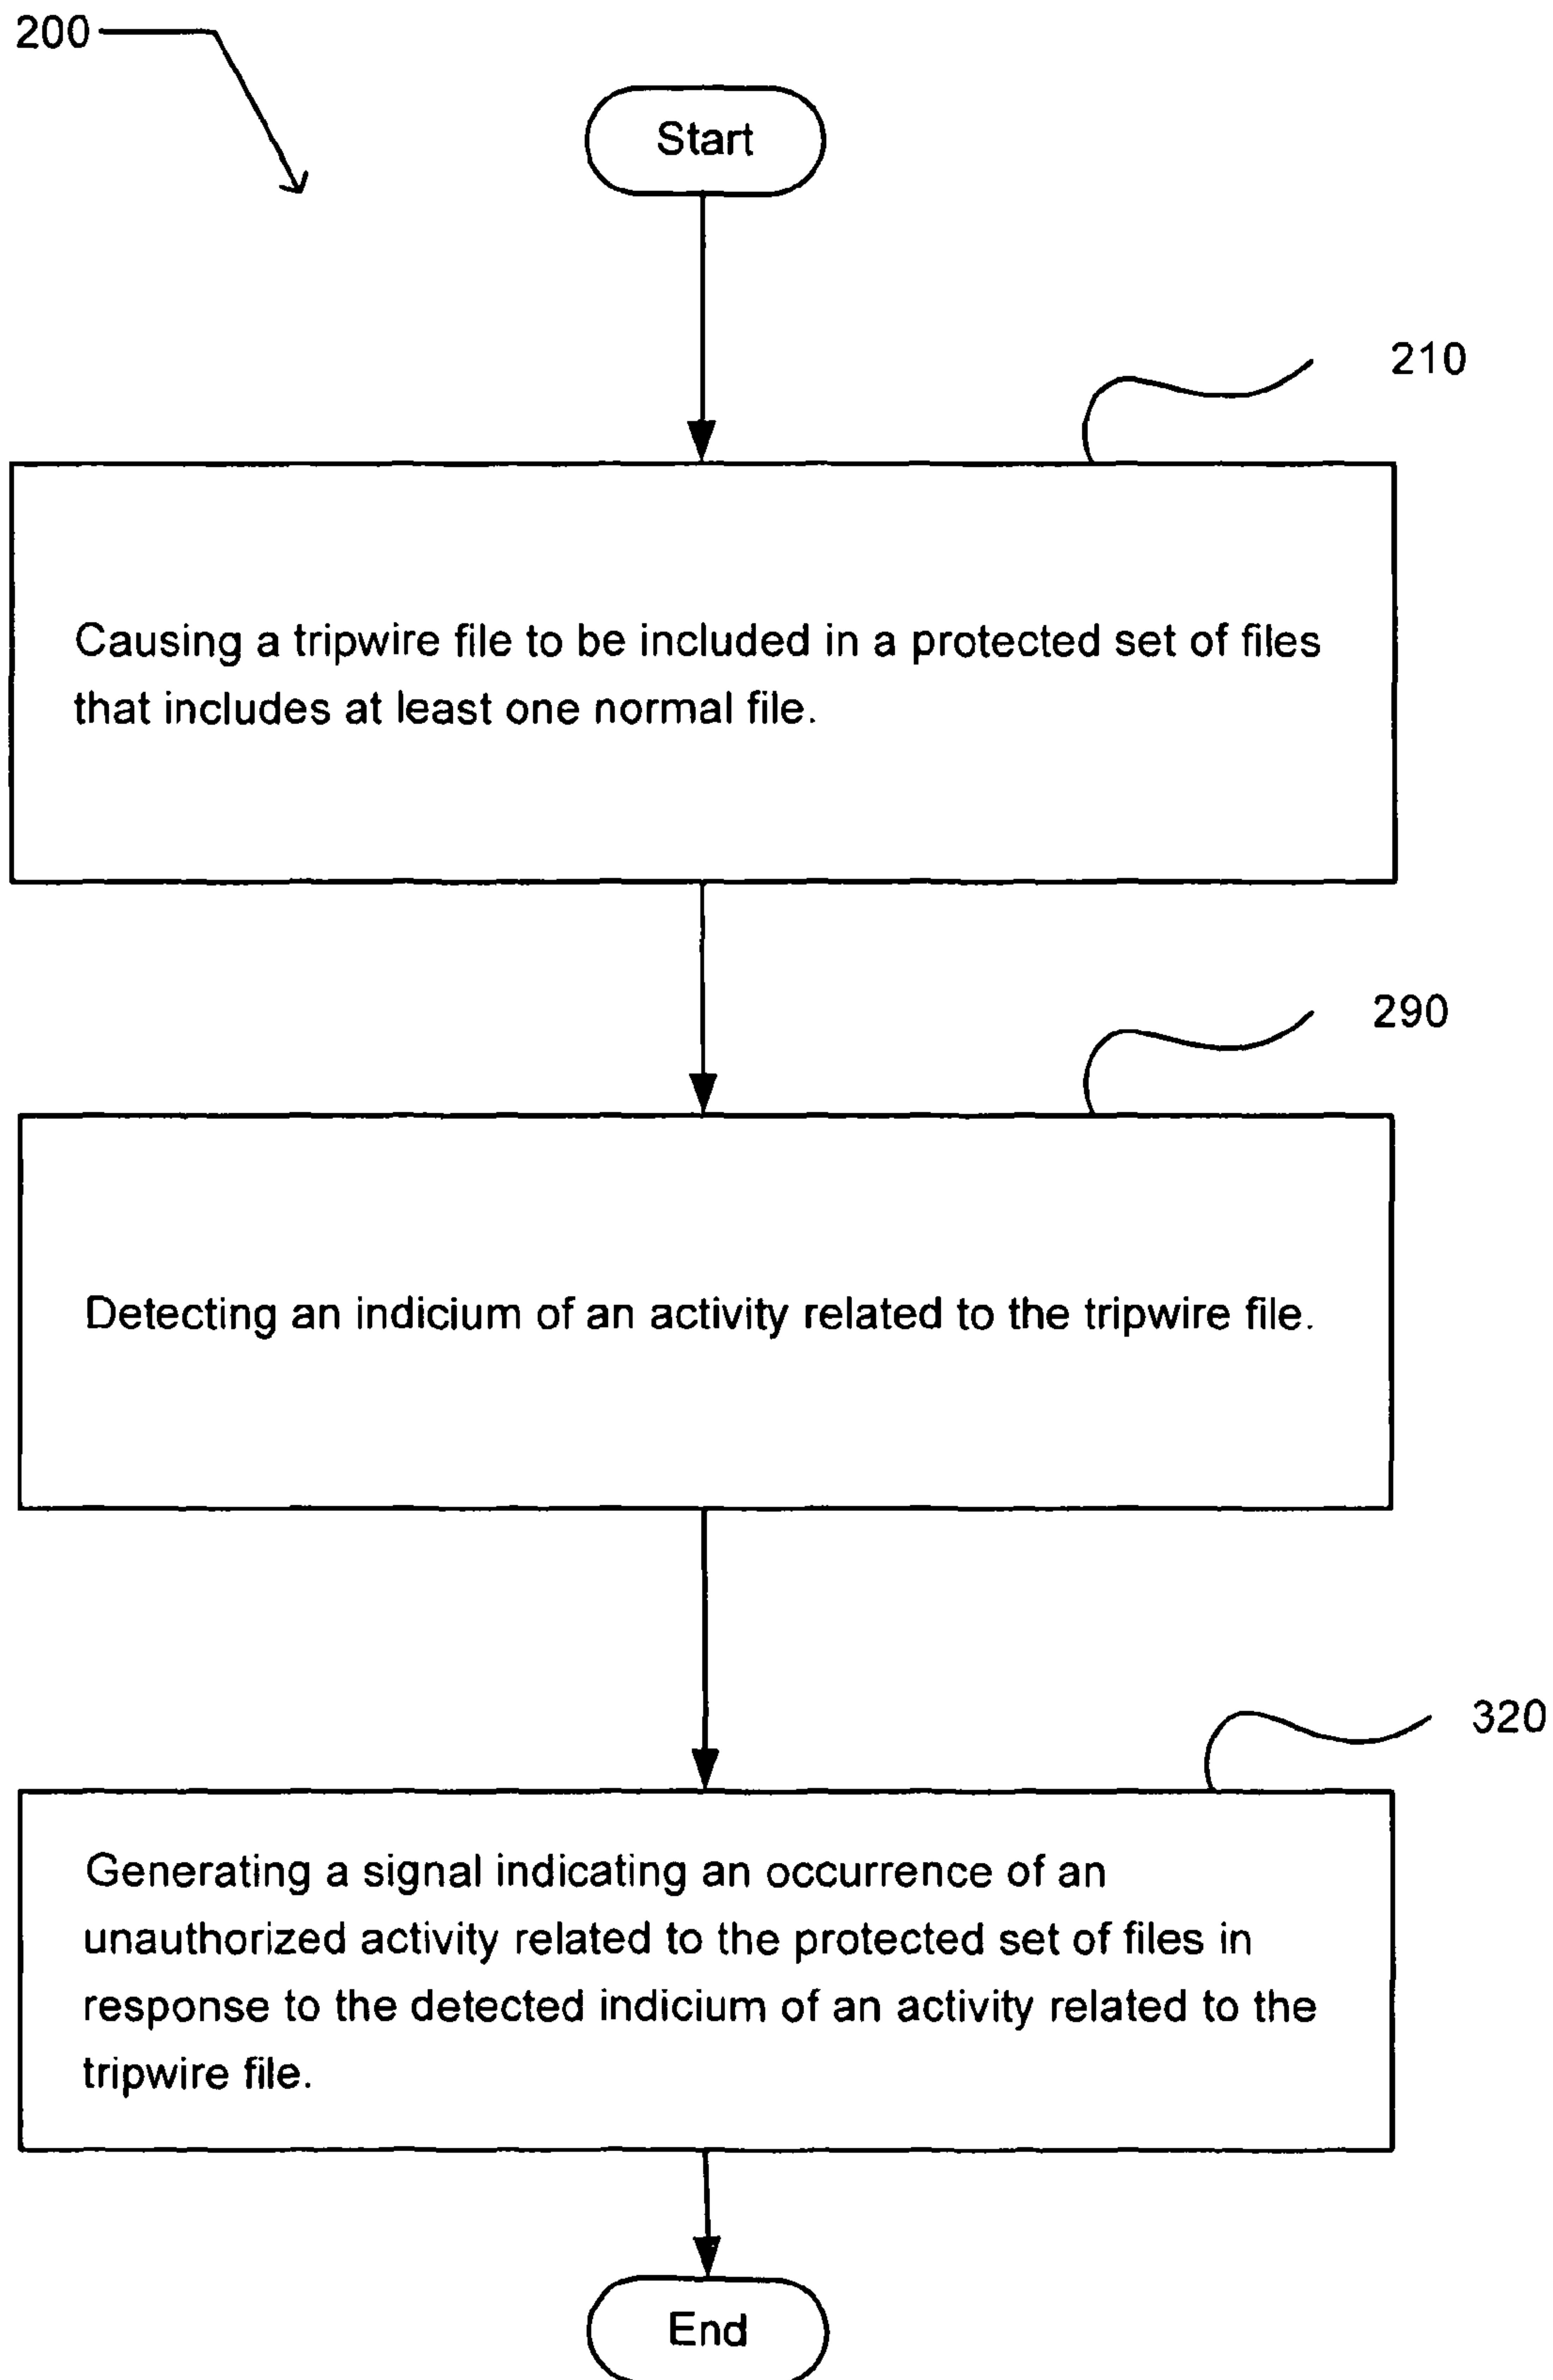 200
Start
210
Causing a tripwire file to be included in a protected set of files
that includes at least one normal file.
290
Detecting an indicium of an activity related to the tripwire file.
320
Generating a signal indicating an occurrence of an
unauthorized activity related to the protected set of files in
response to the detected indicium of an activity related to the
tripwire file.
End